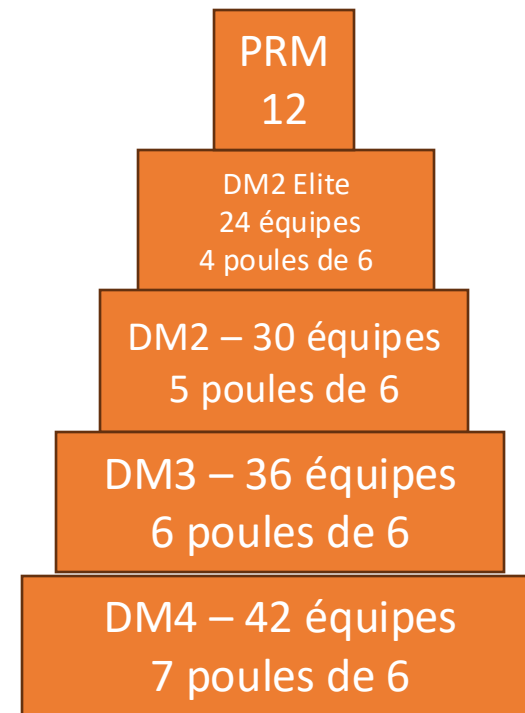 PRM
12
DM2 Elite
24 équipes
4 poules de 6
DM2 – 30 équipes
5 poules de 6
DM3 – 36 équipes
6 poules de 6
DM4 – 42 équipes
7 poules de 6